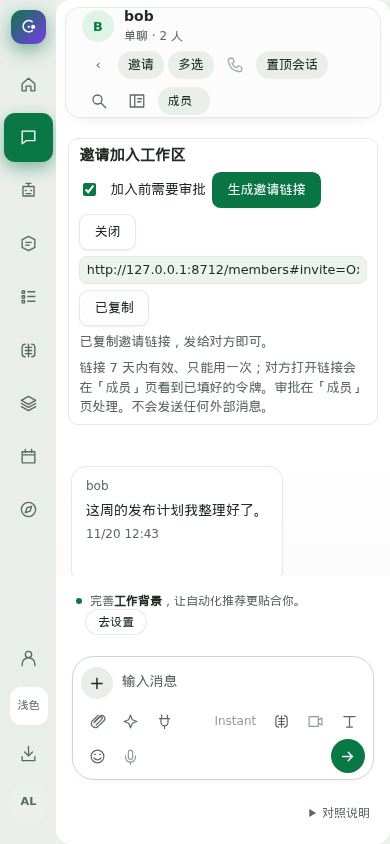 B
bob
单聊 · 2 人
‹ 邀请 多选 置顶会话
成员
邀请加入工作区
加入前需要审批 生成邀请链接
关闭
http://127.0.0.1:8712/members#invite=Ox
已复制
已复制邀请链接，发给对方即可。
链接 7 天内有效、只能用一次；对方打开链接会
在「成员」页看到已填好的令牌。审批在「成员」
页处理。不会发送任何外部消息。
bob
这周的发布计划我整理好了。
11/20 12:43
完善工作背景，让自动化推荐更贴合你。
去设置
输入消息
Instant
浅色
AL
▶ 对照说明